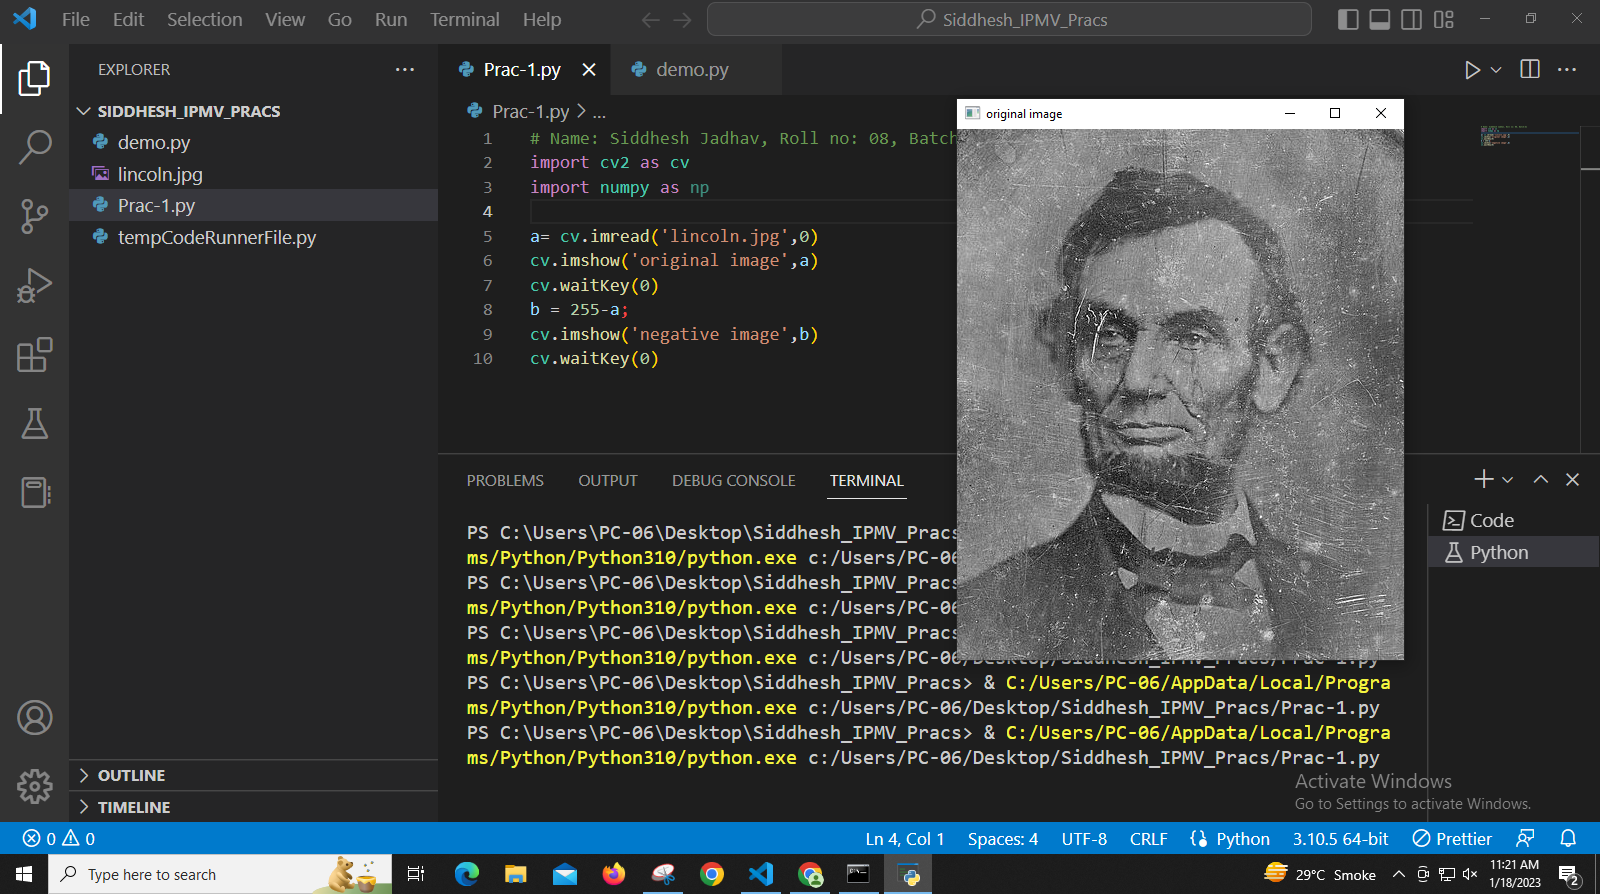 File Edit Selection View Go Run Terminal Help
Siddhesh_IPMV_Pracs
EXPLORER
SIDDHESH_IPMV_PRACS
demo.py
lincoln.jpg
Prac-1.py
tempCodeRunnerFile.py
OUTLINE
TIMELINE
Prac-1.py demo.py
Prac-1.py > ...
1 # Name: Siddhesh Jadhav, Roll no: 08, Batch
2 import cv2 as cv
3 import numpy as np
4
5 a= cv.imread('lincoln.jpg',0)
6 cv.imshow('original image',a)
7 cv.waitKey(0)
8 b = 255-a;
9 cv.imshow('negative image',b)
10 cv.waitKey(0)
original image
PROBLEMS OUTPUT DEBUG CONSOLE TERMINAL
PS C:\Users\PC-06\Desktop\Siddhesh_IPMV_Pracs
ms/Python/Python310/python.exe c:/Users/PC-06
PS C:\Users\PC-06\Desktop\Siddhesh_IPMV_Pracs
ms/Python/Python310/python.exe c:/Users/PC-06
PS C:\Users\PC-06\Desktop\Siddhesh_IPMV_Pracs
ms/Python/Python310/python.exe c:/Users/PC-06/Desktop/Siddhesh_IPMV_Pracs/Prac-1.py
PS C:\Users\PC-06\Desktop\Siddhesh_IPMV_Pracs> & C:/Users/PC-06/AppData/Local/Progra
ms/Python/Python310/python.exe c:/Users/PC-06/Desktop/Siddhesh_IPMV_Pracs/Prac-1.py
PS C:\Users\PC-06\Desktop\Siddhesh_IPMV_Pracs> & C:/Users/PC-06/AppData/Local/Progra
ms/Python/Python310/python.exe c:/Users/PC-06/Desktop/Siddhesh_IPMV_Pracs/Prac-1.py
Code
Python
Activate Windows
Go to Settings to activate Windows.
0 0 Ln 4, Col 1 Spaces: 4 UTF-8 CRLF Python 3.10.5 64-bit Prettier
Type here to search
29°C Smoke
11:21 AM
1/18/2023
2